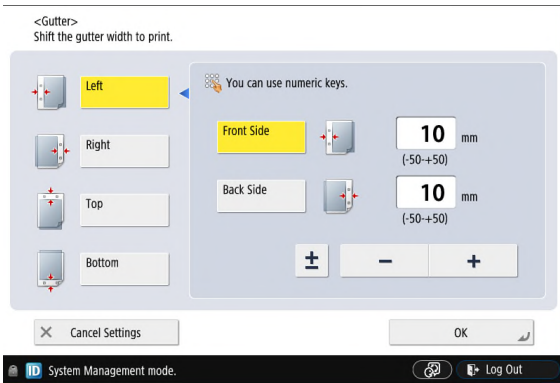 <Gutter>
Shift the gutter width to print.
Left
Right
Top
Bottom
You can use numeric keys.
Front Side
10 mm
(-50-+50)
Back Side
10 mm
(-50-+50)
±
−
+
Cancel Settings
OK
ID System Management mode.
Log Out